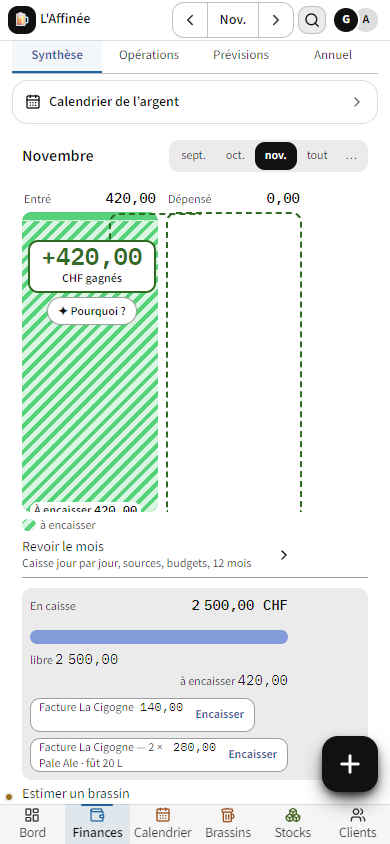 L'Affinée
Nov.
G
A
Synthèse
Opérations
Prévisions
Annuel
Calendrier de l'argent
Novembre
sept.
oct.
nov.
tout
...
Entré
420,00
Dépensé
0,00
+420,00
CHF gagnés
✦ Pourquoi ?
À encaisser 420,00
à encaisser
Revoir le mois
Caisse jour par jour, sources, budgets, 12 mois
En caisse
2 500,00 CHF
libre 2 500,00
à encaisser 420,00
Facture La Cigogne 140,00
Encaisser
Facture La Cigogne — 2 ×
Pale Ale · fût 20 L
280,00
Encaisser
Estimer un brassin
Bord
Finances
Calendrier
Brassins
Stocks
Clients